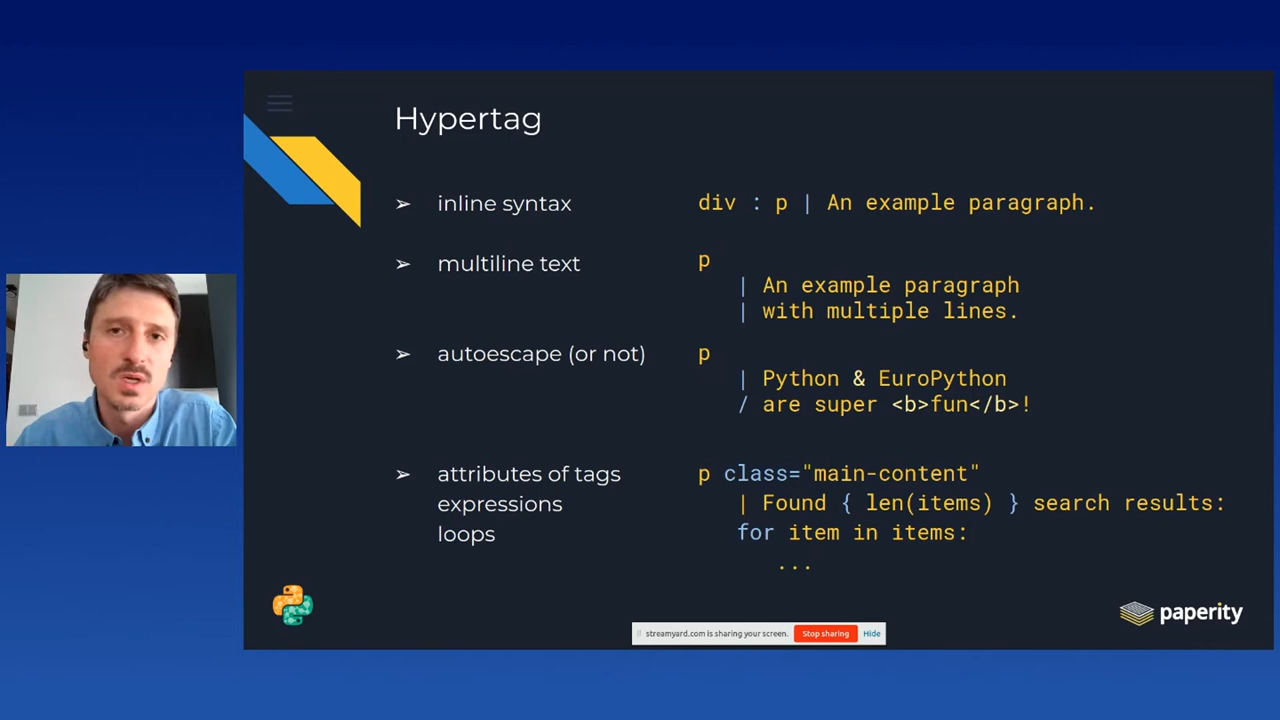 Hypertag
➢ inline syntax
div : p | An example paragraph.
➢ multiline text
p
| An example paragraph
| with multiple lines.
➢ autoescape (or not)
p
| Python & EuroPython
/ are super <b>fun</b>!
➢ attributes of tags
expressions
loops
p class="main-content"
| Found { len(items) } search results:
for item in items:
...
streamyard.com is sharing your screen. Stop sharing Hide
paperity